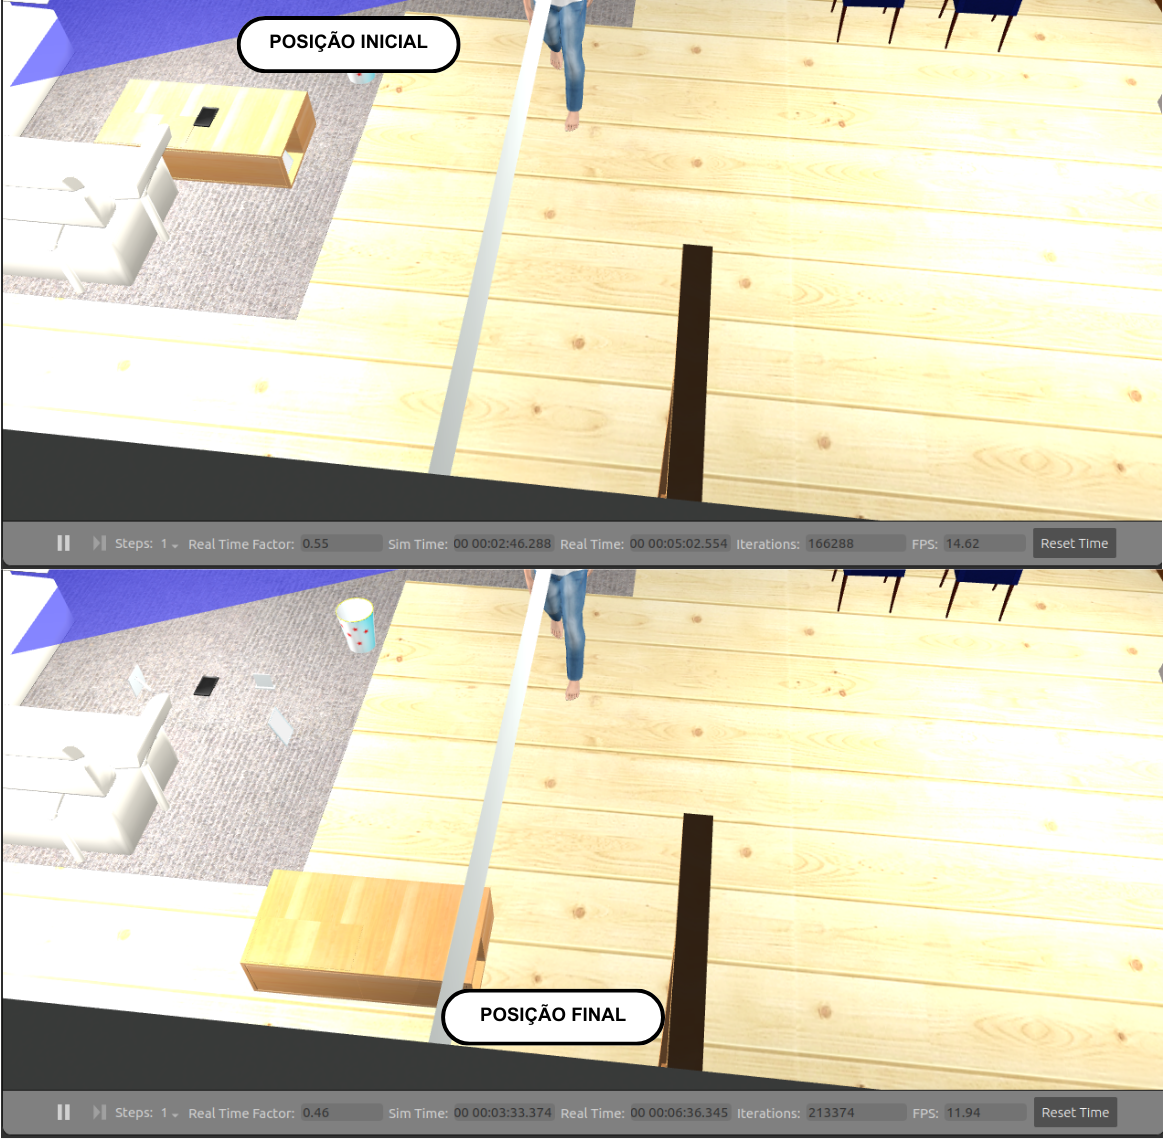 POSIÇÃO INICIAL
Steps: 1 Real Time Factor: 0.55 Sim Time: 00 00:02:46.288 Real Time: 00 00:05:02.554 Iterations: 166288 FPS: 14.62 Reset Time
POSIÇÃO FINAL
Steps: 1 Real Time Factor: 0.46 Sim Time: 00 00:03:33.374 Real Time: 00 00:06:36.345 Iterations: 213374 FPS: 11.94 Reset Time